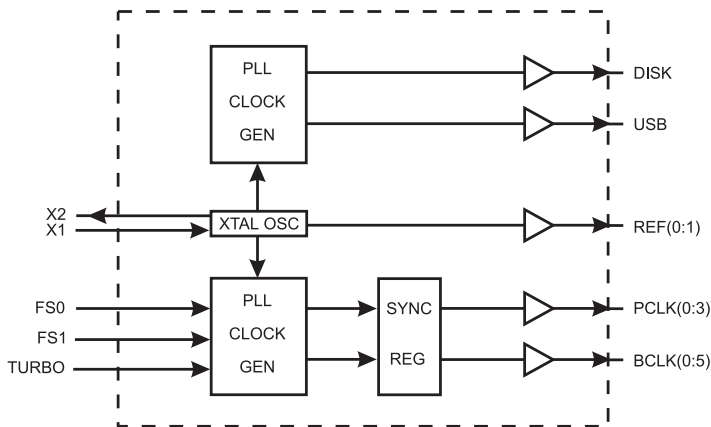 PLL
CLOCK
GEN
DISK
USB
X2
X1
XTAL OSC
REF(0:1)
FS0
FS1
TURBO
PLL
CLOCK
GEN
SYNC
REG
PCLK(0:3)
BCLK(0:5)